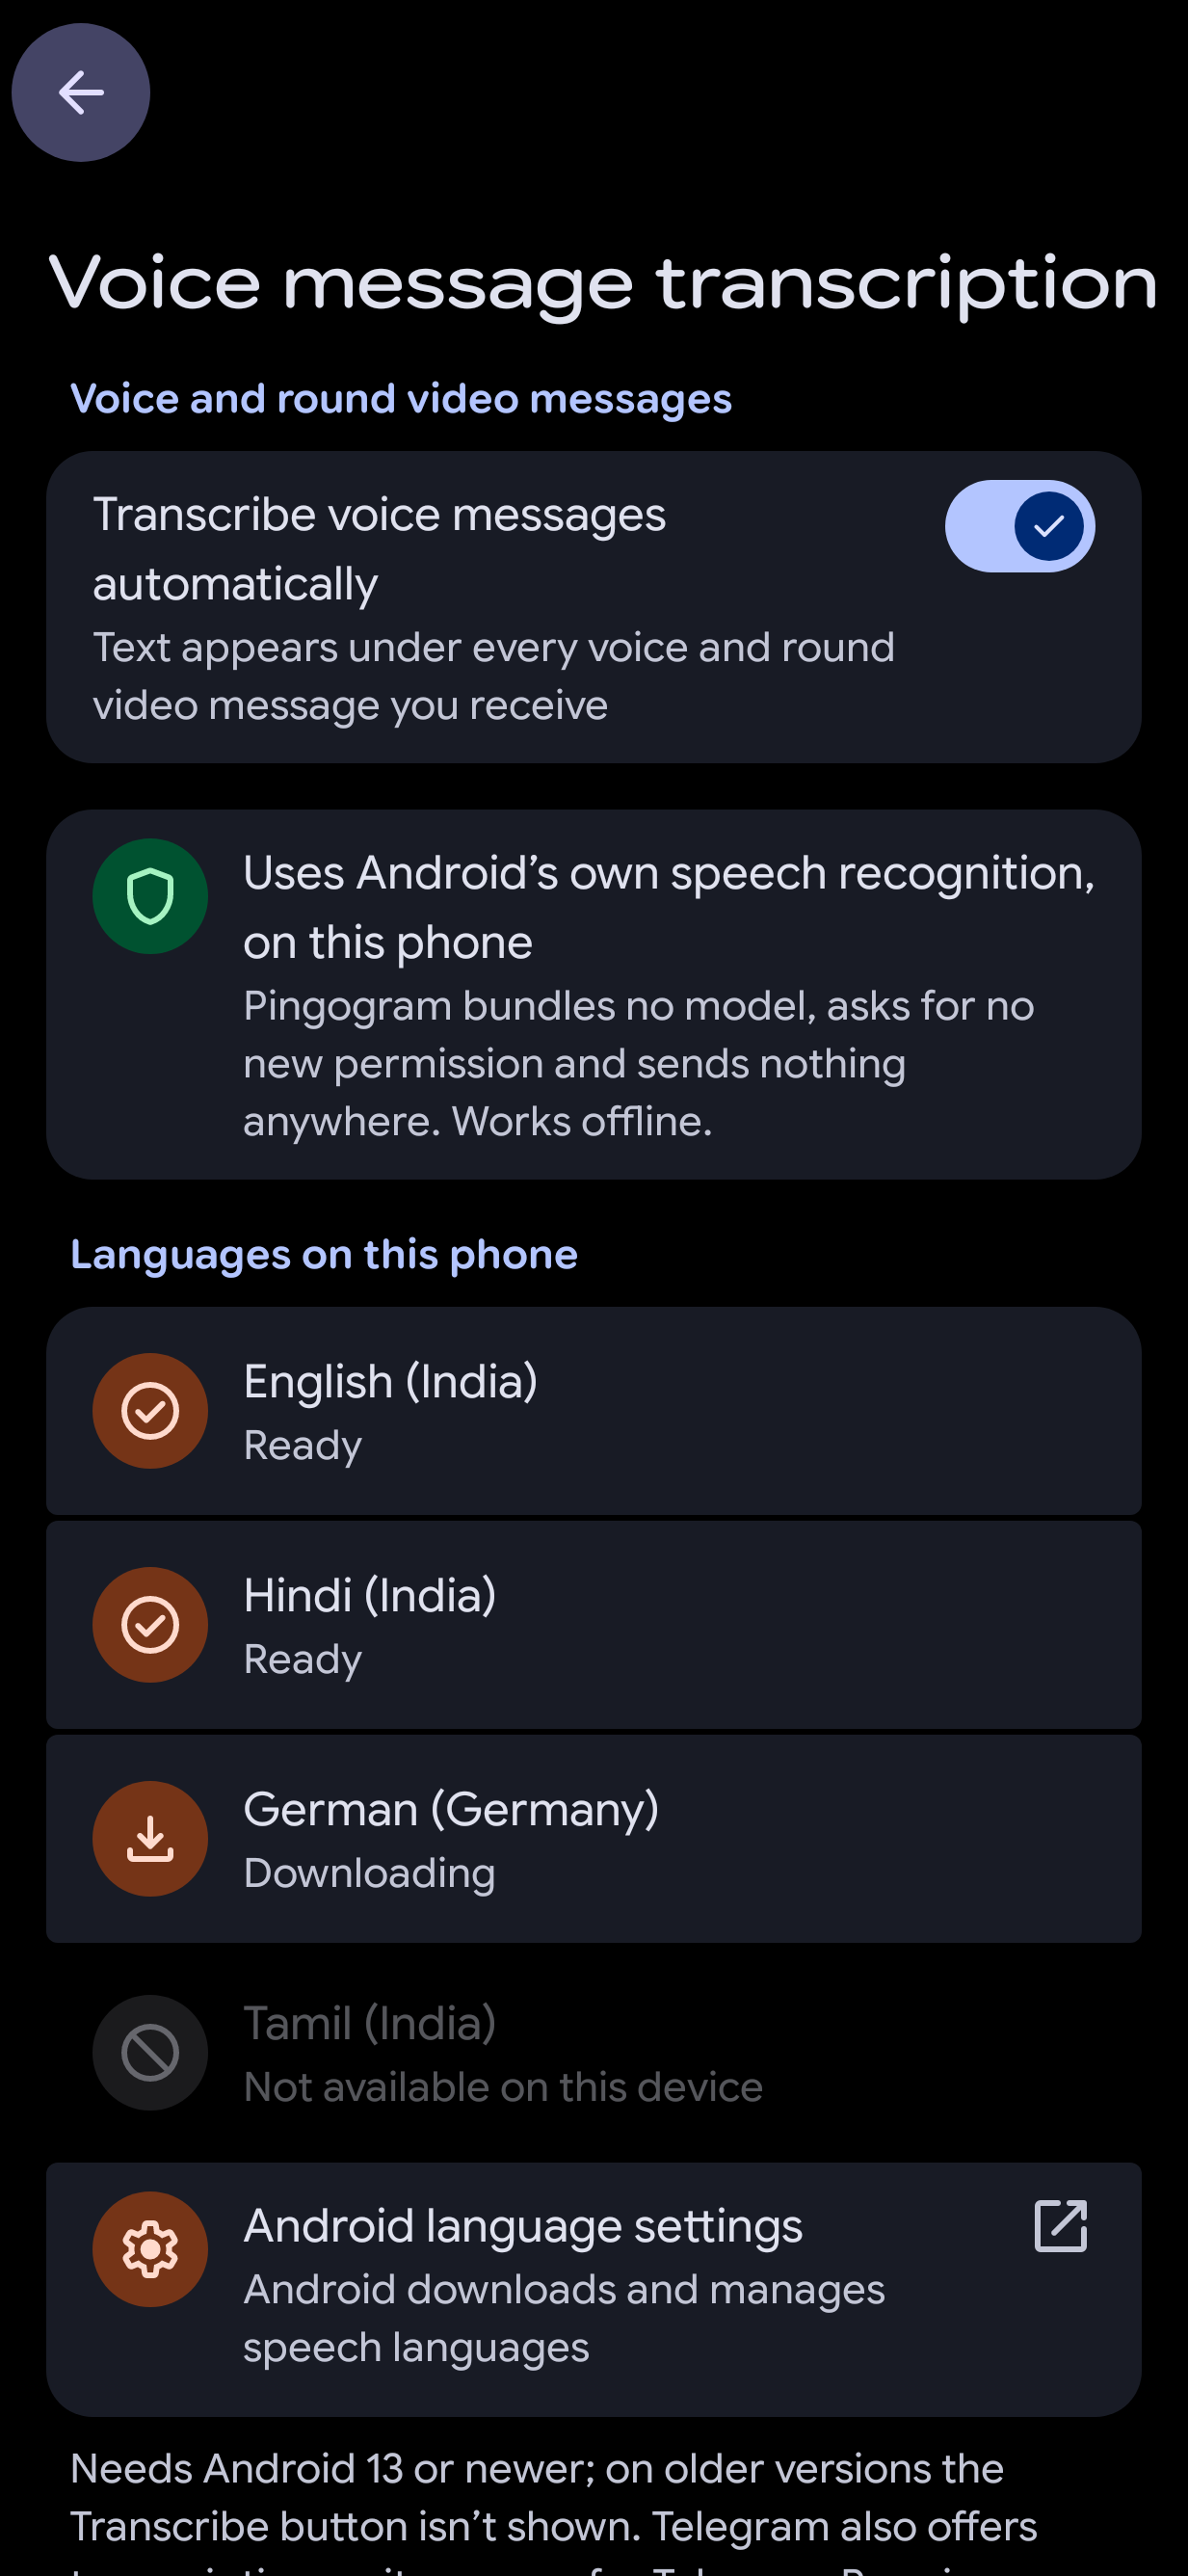 Voice message transcription
Voice and round video messages
Transcribe voice messages
automatically
Text appears under every voice and round
video message you receive
Uses Android’s own speech recognition,
on this phone
Pingogram bundles no model, asks for no
new permission and sends nothing
anywhere. Works offline.
Languages on this phone
English (India)
Ready
Hindi (India)
Ready
German (Germany)
Downloading
Tamil (India)
Not available on this device
Android language settings
Android downloads and manages
speech languages
Needs Android 13 or newer; on older versions the
Transcribe button isn’t shown. Telegram also offers